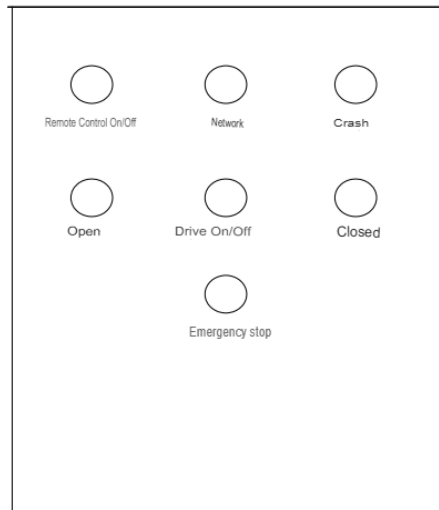 Remote Control On/Off
Network
Crash
Open
Drive On/Off
Closed
Emergency stop